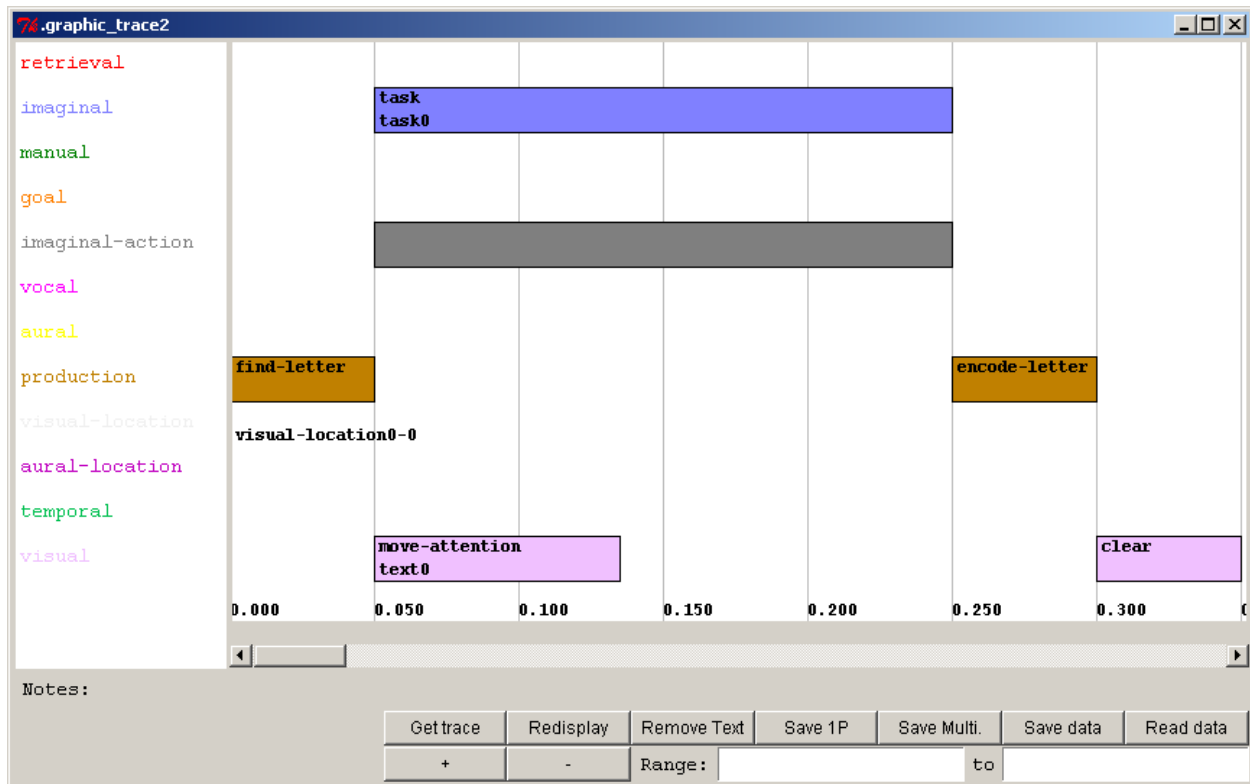 .graphic_trace2
retrieval
imaginal
task
task0
manual
goal
imaginal-action
vocal
aural
production
find-letter
encode-letter
visual-location
visual-location0-0
aural-location
temporal
visual
move-attention
text0
clear
0.000 0.050 0.100 0.150 0.200 0.250 0.300
Notes:
Get trace Redisplay Remove Text Save 1P Save Multi. Save data Read data
+ - Range: to